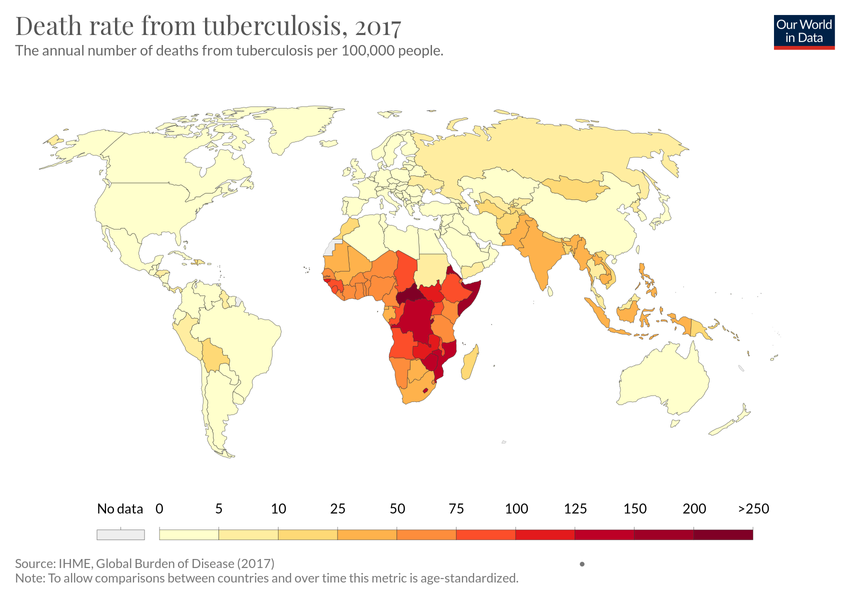 Death rate from tuberculosis, 2017
The annual number of deaths from tuberculosis per 100,000 people.
Our World
in Data
No data 0 5 10 25 50 75 100 125 150 200 >250
Source: IHME, Global Burden of Disease (2017)
Note: To allow comparisons between countries and over time this metric is age-standardized.